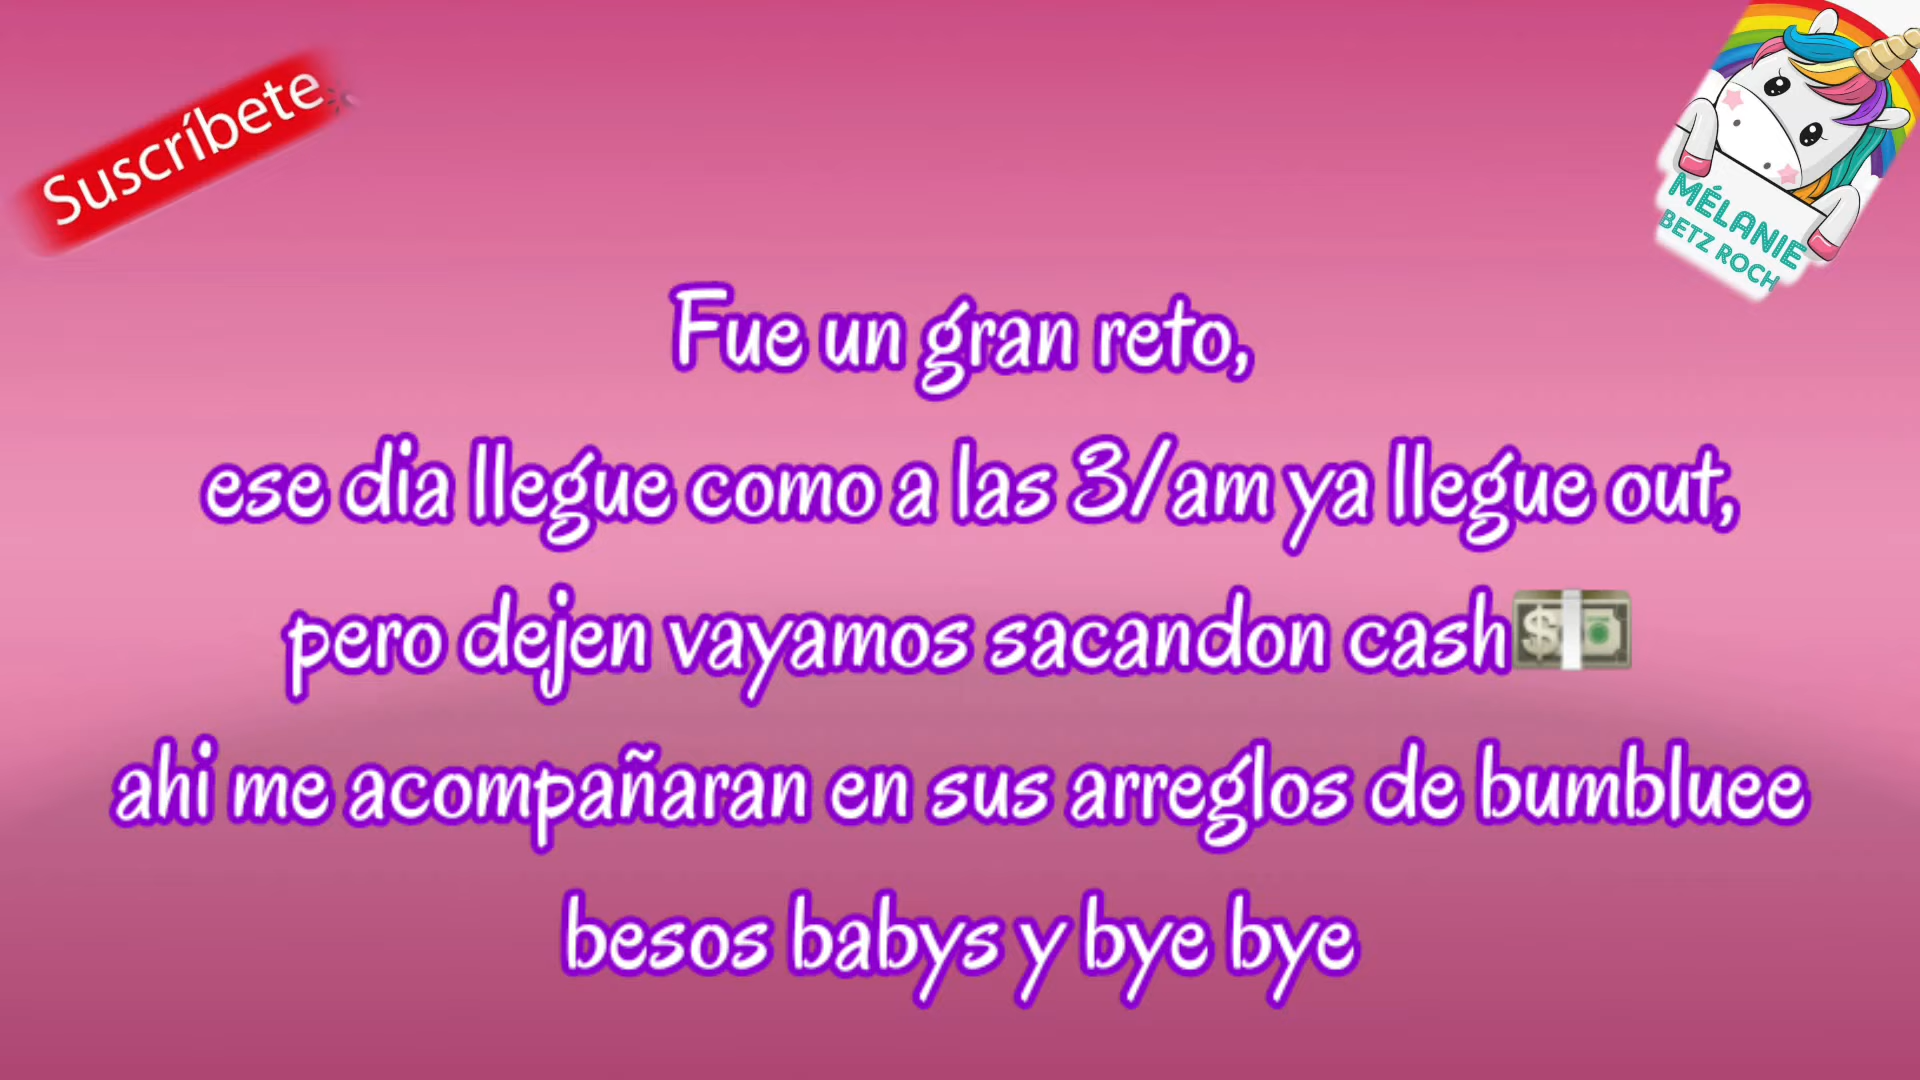 Suscríbete
MÉLANIE
BETZ ROCH
Fue un gran reto,
ese dia llegue como a las 3/am ya llegue out,
pero dejen vayamos sacandon cash💵
ahi me acompañaran en sus arreglos de bumbluee
besos babys y bye bye